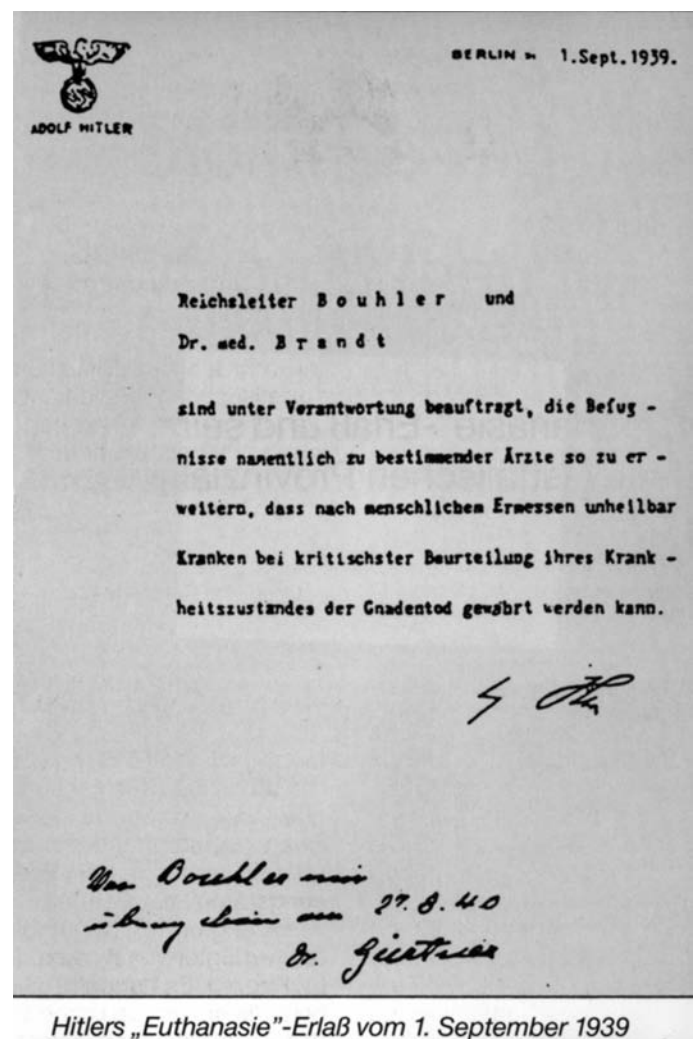 BERLIN
1.Sept.1939.
ADOLF HITLER
Reichsleiter B o u h l e r und
Dr. med. B r a n d t
sind unter Verantwortung beauftragt, die Befug -
nisse namentlich zu bestimmender Ärzte so zu er -
weitern, dass nach menschlichem Ermessen unheilbar
Kranken bei kritischster Beurteilung ihres Krank -
heitszustandes der Gnadentod gewährt werden kann.
Von Bouhler mir
übergeben am 27.8.40
Dr. Gürtner
Hitlers „Euthanasie”-Erlaß vom 1. September 1939